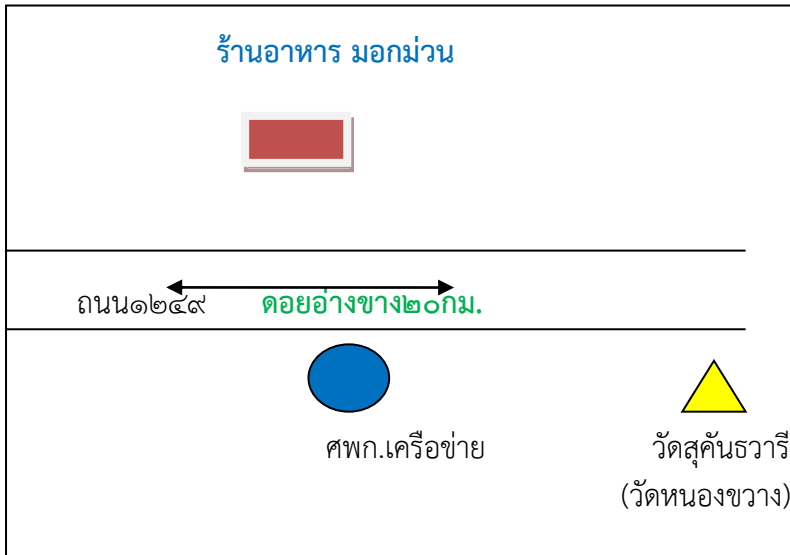 ร้านอาหาร มอกม่วน
ถนน๑๒๔๙ ดอยอ่างขาง๒๐กม.
ศพก.เครือข่าย วัดสุคันธวารี
(วัดหนองขวาง)